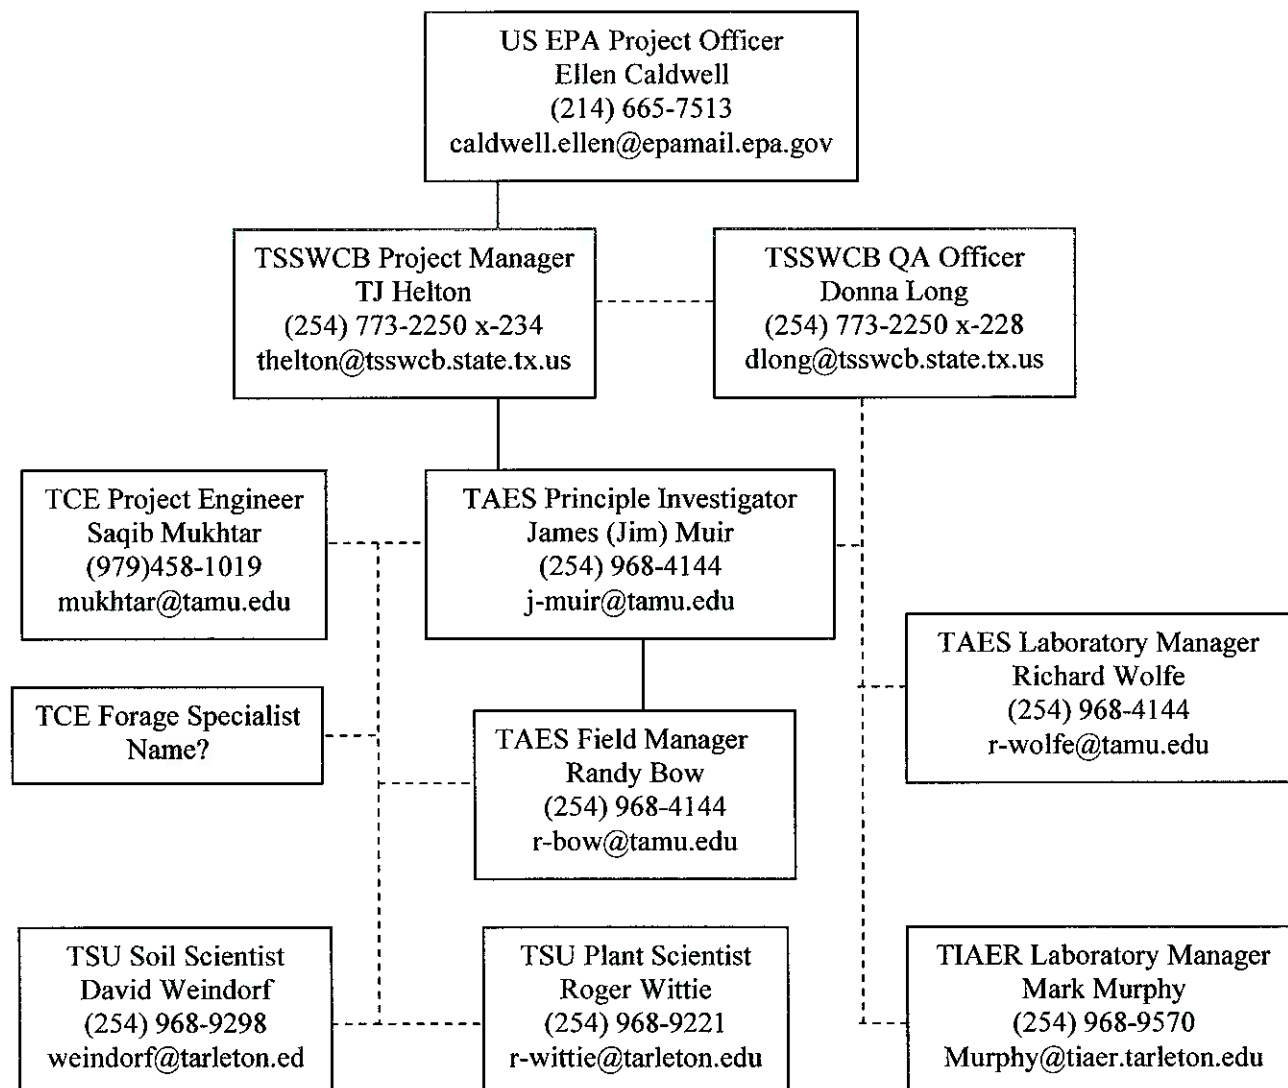 US EPA Project Officer
Ellen Caldwell
(214) 665-7513
caldwell.ellen@epamail.epa.gov
TSSWCB Project Manager
TJ Helton
(254) 773-2250 x-234
thelton@tsswcb.state.tx.us
TSSWCB QA Officer
Donna Long
(254) 773-2250 x-228
dlong@tsswcb.state.tx.us
TCE Project Engineer
Saqib Mukhtar
(979)458-1019
mukhtar@tamu.edu
TAES Principle Investigator
James (Jim) Muir
(254) 968-4144
j-muir@tamu.edu
TAES Laboratory Manager
Richard Wolfe
(254) 968-4144
r-wolfe@tamu.edu
TCE Forage Specialist
Name?
TAES Field Manager
Randy Bow
(254) 968-4144
r-bow@tamu.edu
TSU Soil Scientist
David Weindorf
(254) 968-9298
weindorf@tarleton.ed
TSU Plant Scientist
Roger Wittie
(254) 968-9221
r-wittie@tarleton.edu
TIAER Laboratory Manager
Mark Murphy
(254) 968-9570
Murphy@tiaer.tarleton.edu